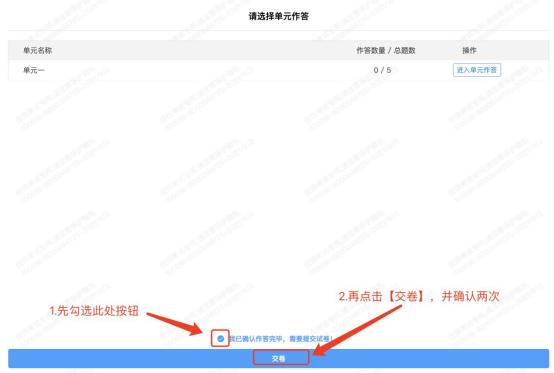 请选择单元作答
单元名称 作答数量 / 总题数 操作
单元一 0 / 5 进入单元作答
1.先勾选此处按钮
2.再点击【交卷】，并确认两次
我已确认作答完毕，需要提交试卷!
交卷